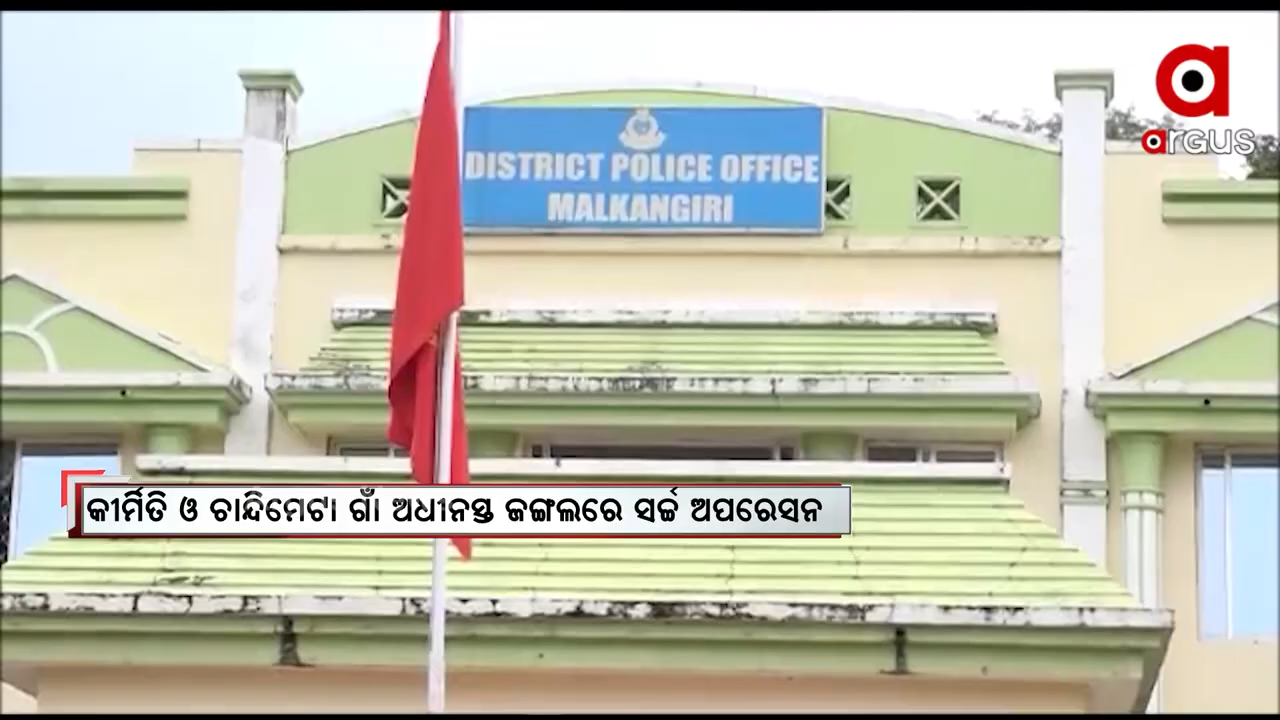 DISTRICT POLICE OFFICE
MALKANGIRI
a
aRGUS
କୀର୍ମିତି ଓ ଚାନ୍ଦିମେଟା ଗାଁ ଅଧୀନସ୍ତ ଜଙ୍ଗଲରେ ସର୍ଚ୍ଚ ଅପରେସନ